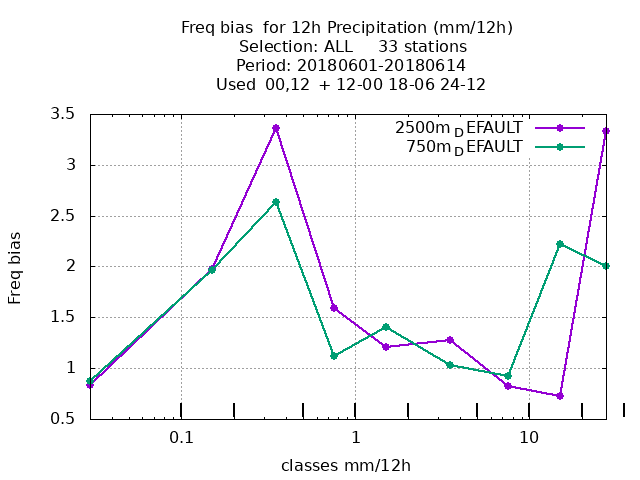 Freq bias  for 12h Precipitation (mm/12h)
Selection: ALL     33 stations
Period: 20180601-20180614
Used  00,12  + 12-00 18-06 24-12
2500m_DEFAULT
750m_DEFAULT
3.5
3
2.5
2
1.5
1
0.5
Freq bias
0.1
1
10
classes mm/12h